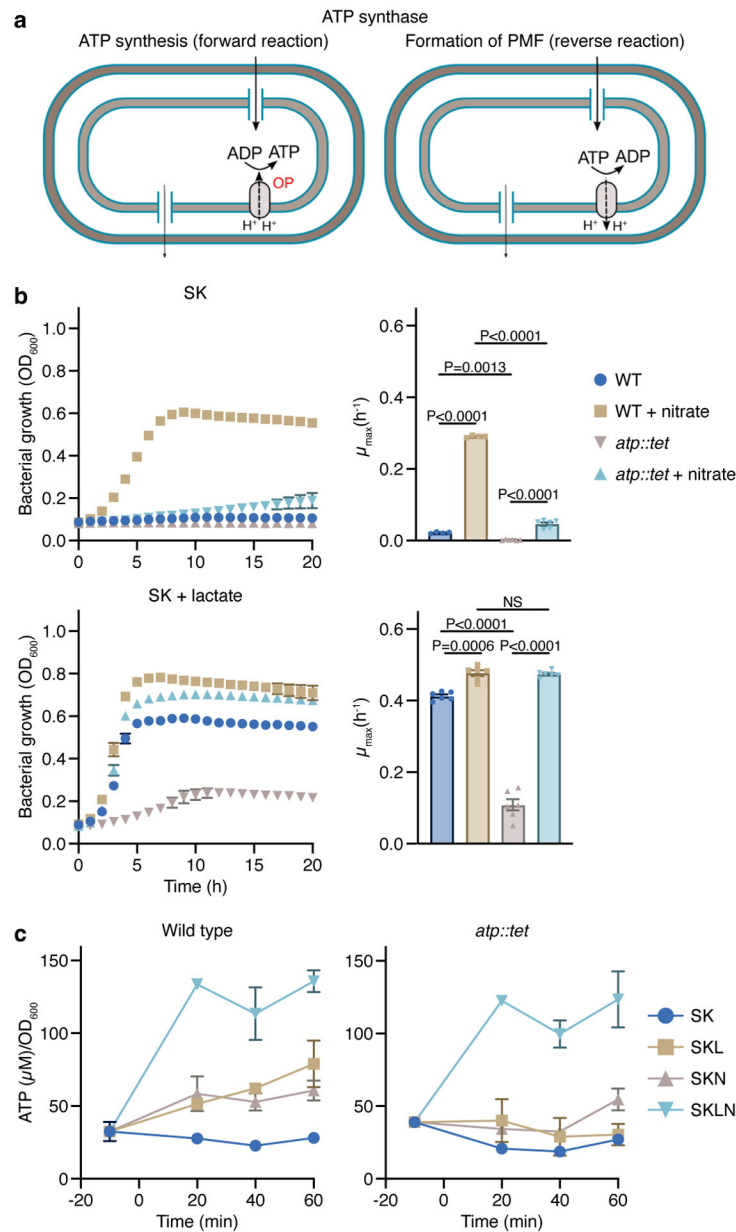 a
ATP synthase
ATP synthesis (forward reaction)
Formation of PMF (reverse reaction)
ADP ATP
OP
H+ H+
ATP ADP
H+ H+
b
SK
Bacterial growth (OD600)
1.0
0.8
0.6
0.4
0.2
0.0
0 5 10 15 20
μmax(h-1)
0.6
0.4
0.2
0.0
P<0.0001
P=0.0013
P<0.0001
P<0.0001
WT
WT + nitrate
atp::tet
atp::tet + nitrate
SK + lactate
Bacterial growth (OD600)
1.0
0.8
0.6
0.4
0.2
0.0
0 5 10 15 20
Time (h)
μmax(h-1)
0.6
0.4
0.2
0.0
NS
P<0.0001
P=0.0006 P<0.0001
c
Wild type
ATP (μM)/OD600
150
100
50
0
-20 0 20 40 60
Time (min)
atp::tet
150
100
50
0
-20 0 20 40 60
Time (min)
SK
SKL
SKN
SKLN